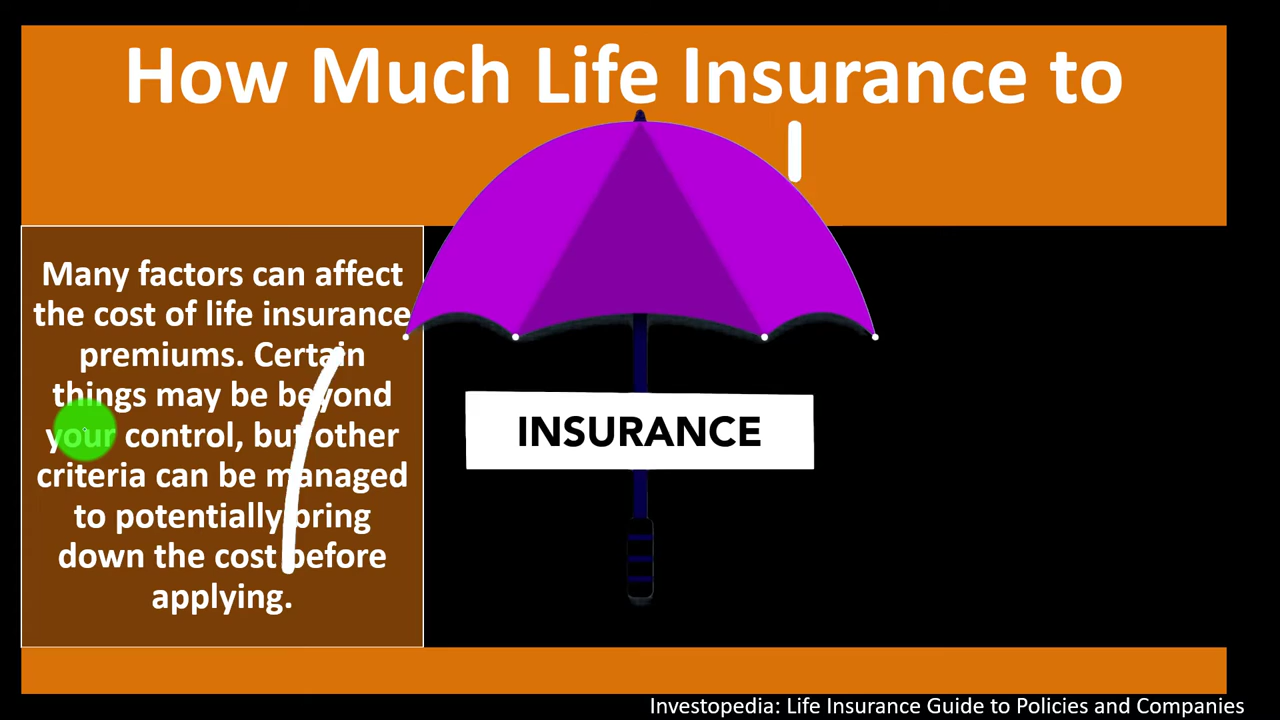 How Much Life Insurance to
Many factors can affect
the cost of life insurance
premiums. Certain
things may be beyond
your control, but other
criteria can be managed
to potentially bring
down the cost before
applying.
INSURANCE
Investopedia: Life Insurance Guide to Policies and Companies